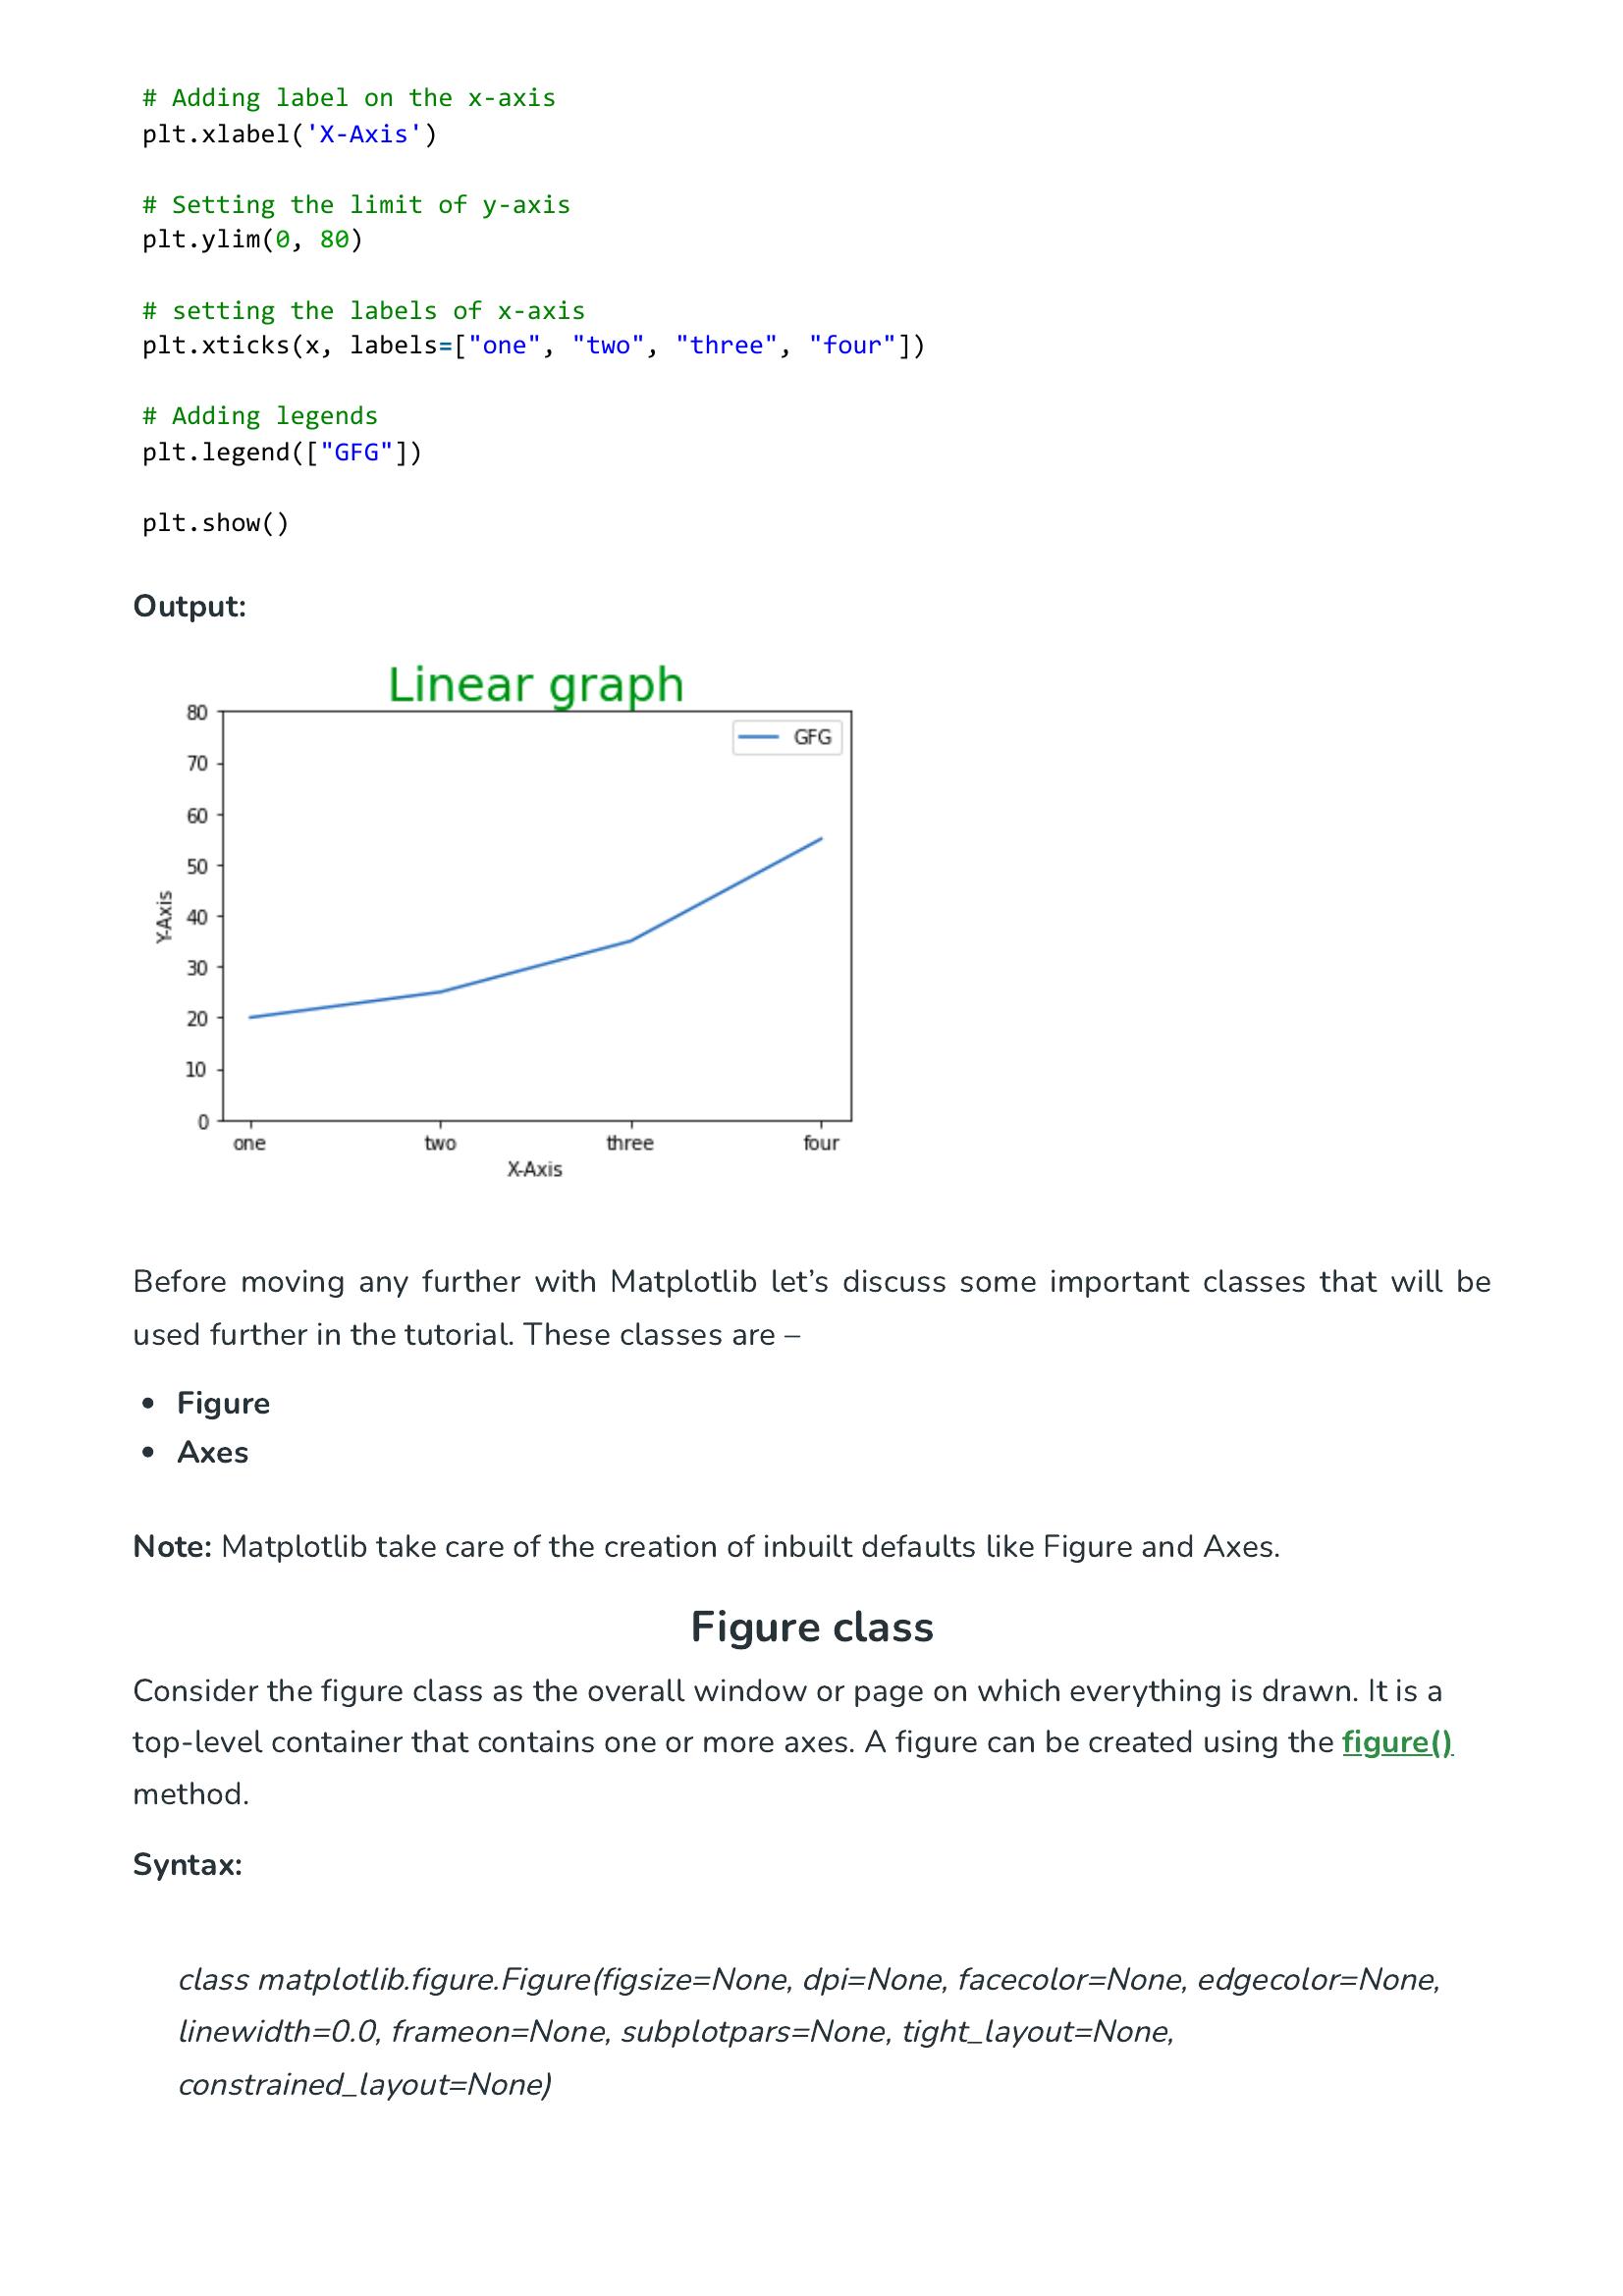 # Adding label on the x-axis
plt.xlabel('X-Axis')
# Setting the limit of y-axis
plt.ylim(0, 80)
# setting the labels of x-axis
plt.xticks(x, labels=["one", "two", "three", "four"])
# Adding legends
plt.legend(["GFG"])
plt.show()
Output:
Linear graph
GFG
80
70
60
50
40
30
20
10
0
Y-Axis
one two three four
X-Axis
Before moving any further with Matplotlib let’s discuss some important classes that will be
used further in the tutorial. These classes are –
• Figure
• Axes
Note: Matplotlib take care of the creation of inbuilt defaults like Figure and Axes.
Figure class
Consider the figure class as the overall window or page on which everything is drawn. It is a
top-level container that contains one or more axes. A figure can be created using the figure()
method.
Syntax:
class matplotlib.figure.Figure(figsize=None, dpi=None, facecolor=None, edgecolor=None,
linewidth=0.0, frameon=None, subplotpars=None, tight_layout=None,
constrained_layout=None)